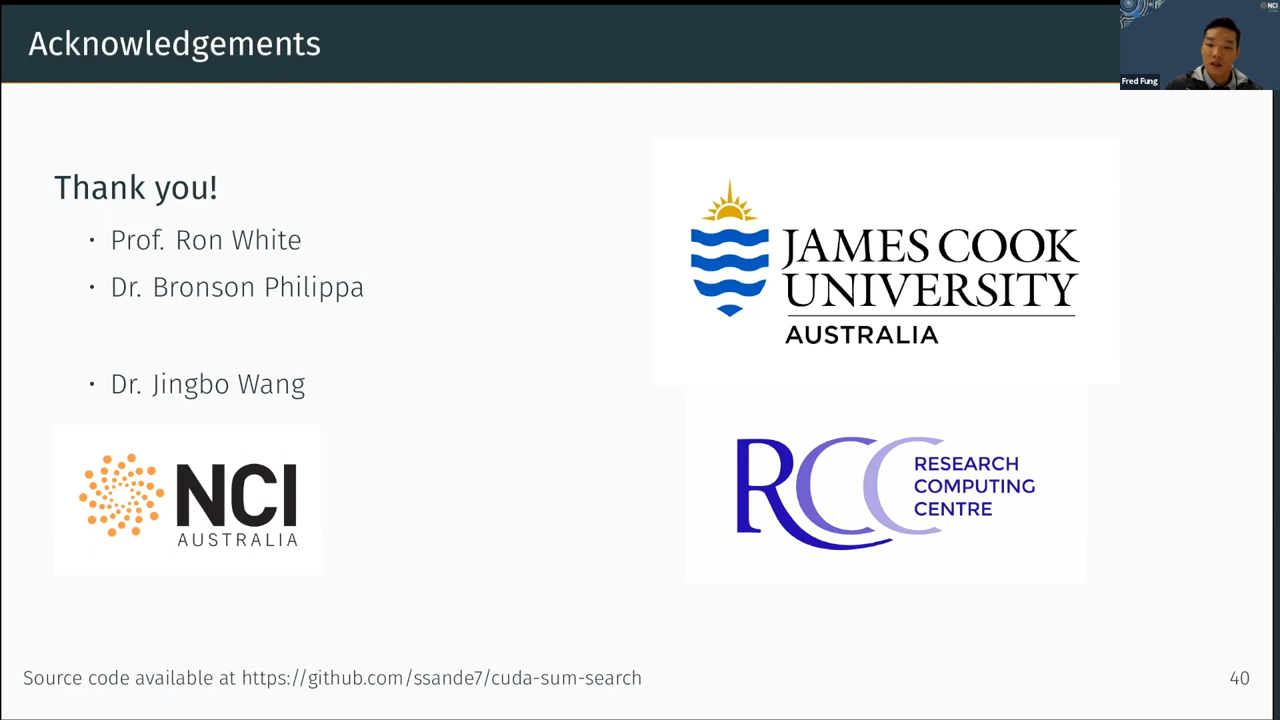 Acknowledgements
NCI
Fred Fung
Thank you!
· Prof. Ron White
· Dr. Bronson Philippa
· Dr. Jingbo Wang
NCI
AUSTRALIA
JAMES COOK
UNIVERSITY
AUSTRALIA
RCC
RESEARCH
COMPUTING
CENTRE
Source code available at https://github.com/ssande7/cuda-sum-search
40